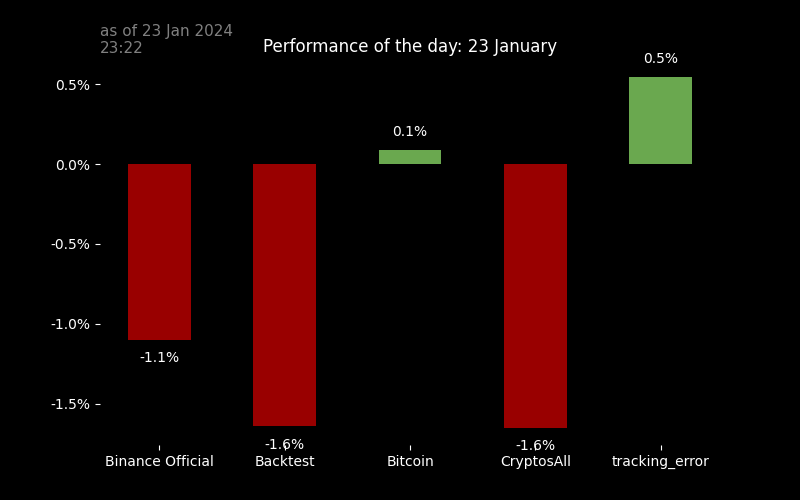 as of 23 Jan 2024
23:22
Performance of the day: 23 January
0.5%
0.5%
0.1%
0.0%
-0.5%
-1.0%
-1.1%
-1.5%
-1.6%
-1.6%
Binance Official
Backtest
Bitcoin
CryptosAll
tracking_error